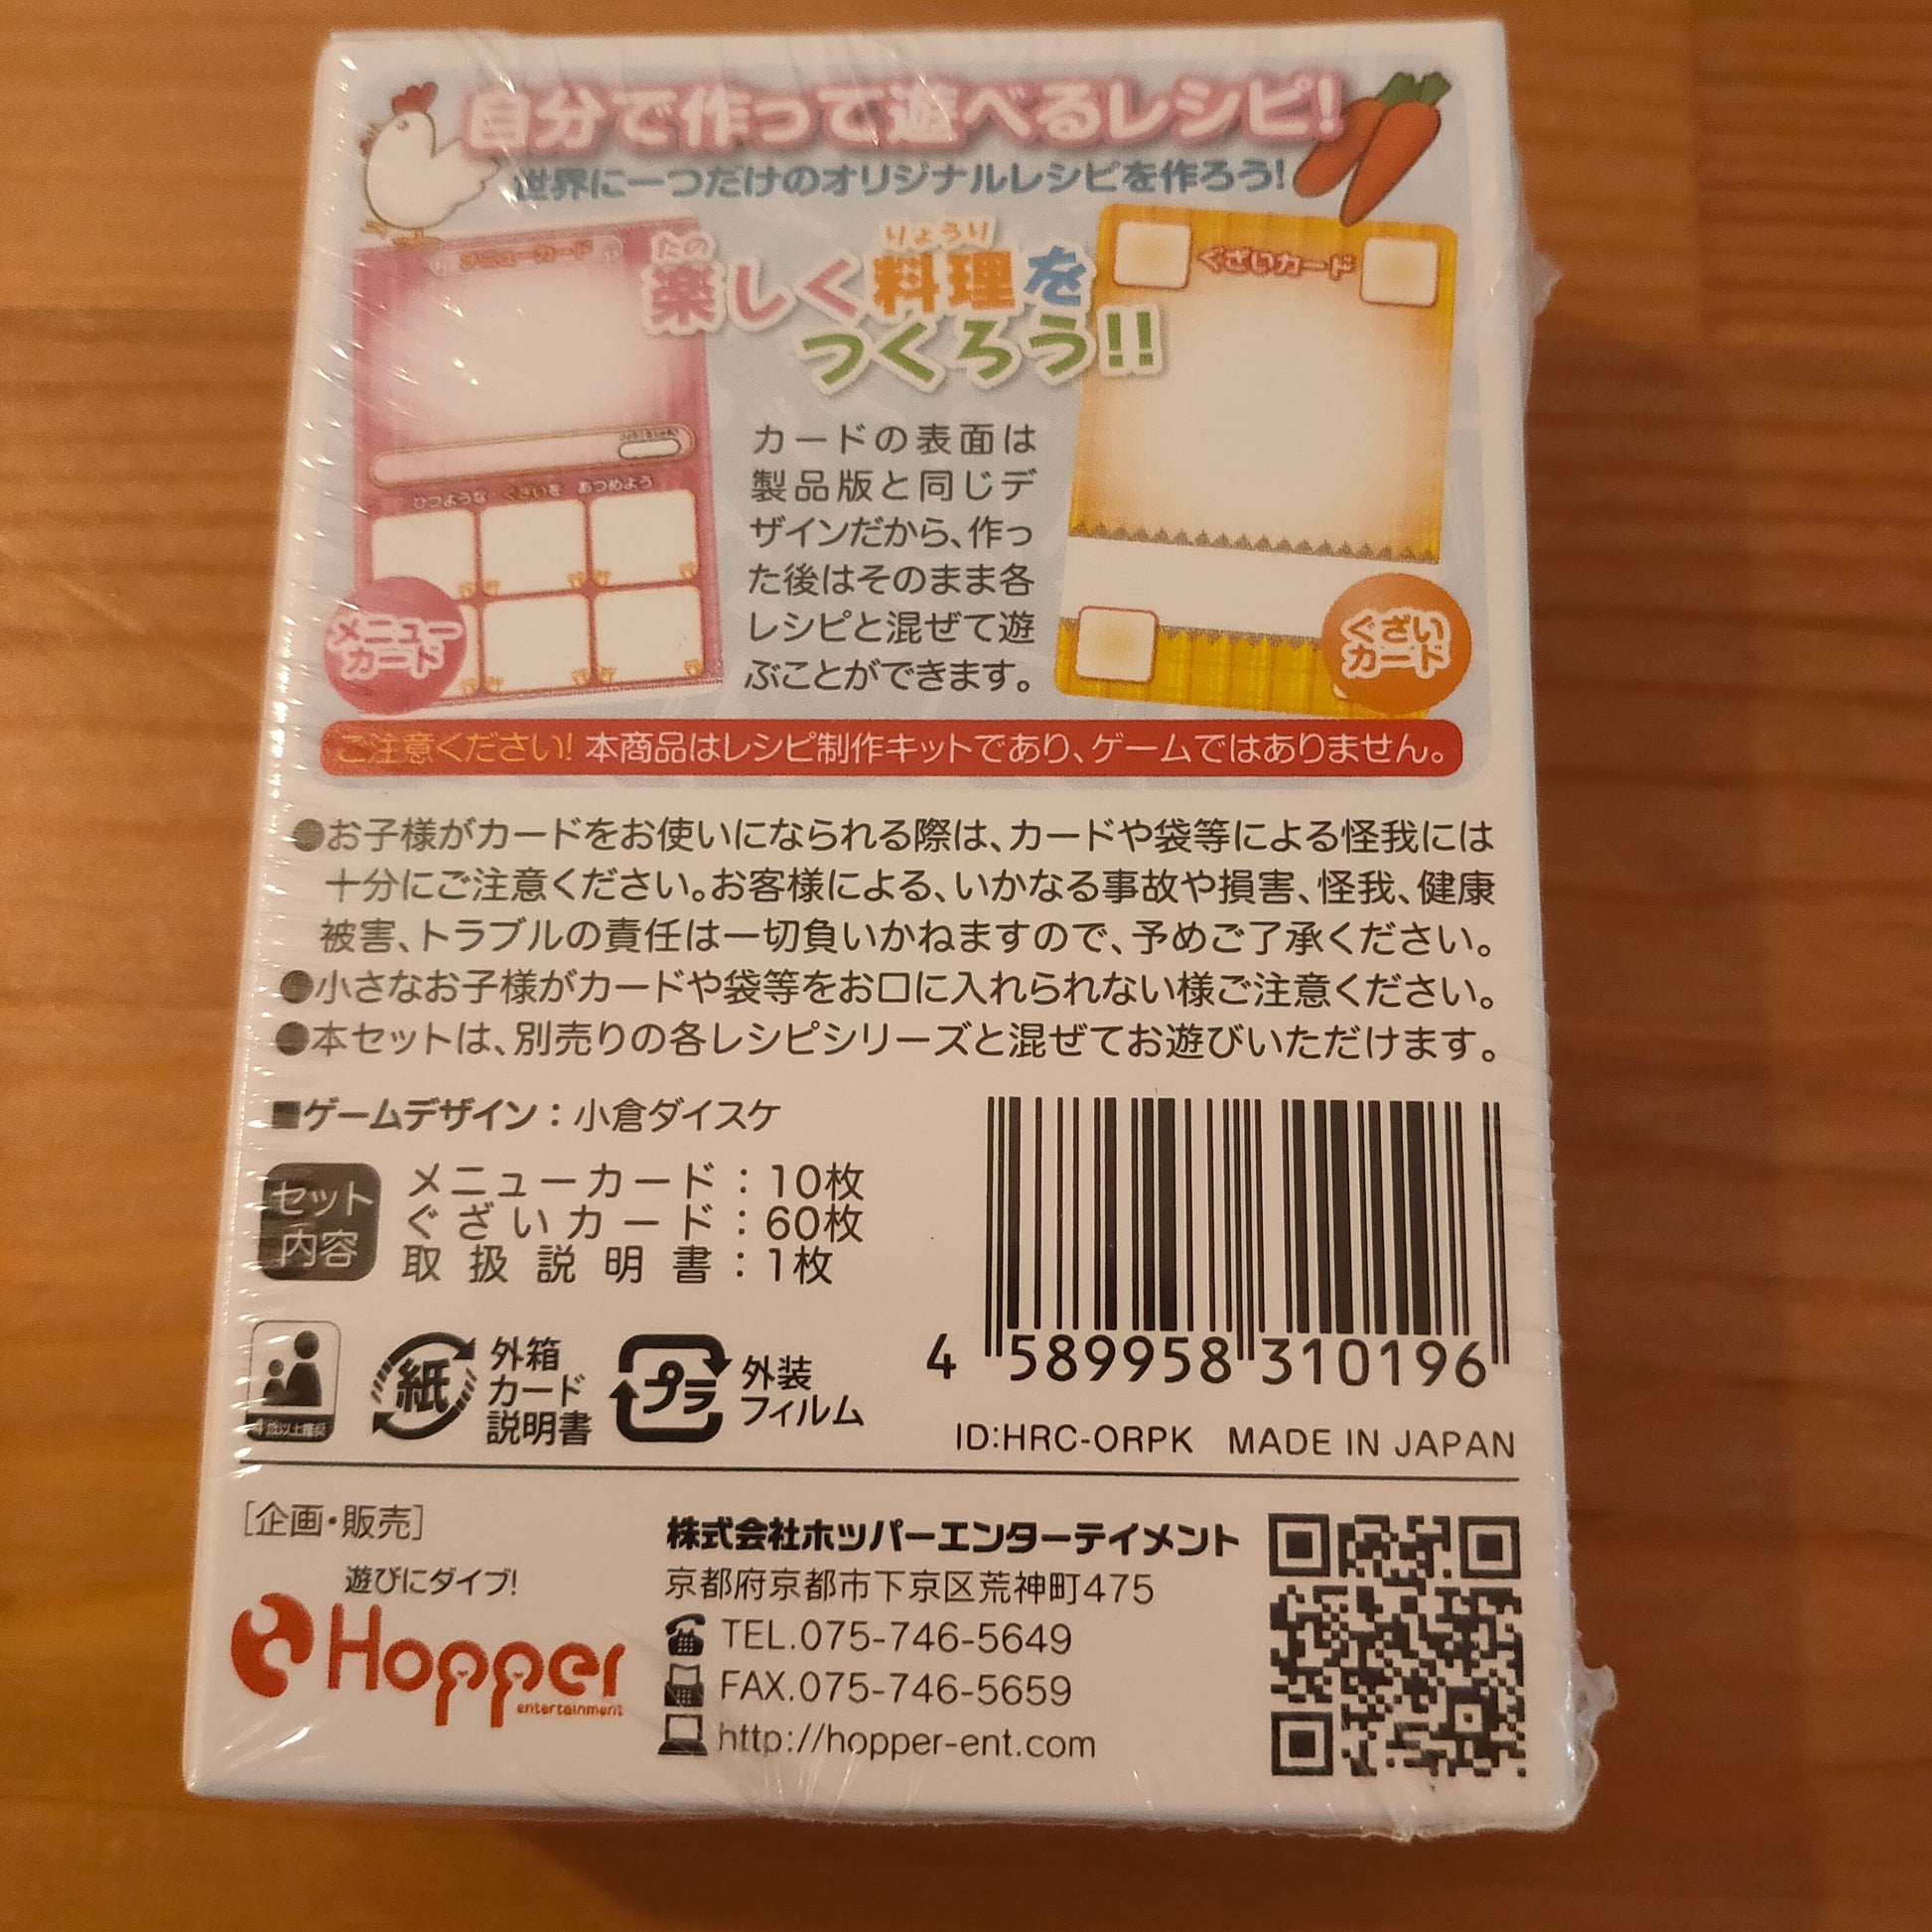 自分で作って遊べるレシピ!
世界に一つだけのオリジナルレシピを作ろう!
メニューカード
たの りょうり
楽しく料理を
つくろう!!
ぐざいカード
ひつような ぐざいを あつめよう
カードの表面は
製品版と同じデ
ザインだから、作っ
た後はそのまま各
レシピと混ぜて遊
ぶことができます。
メニュー
カード
ぐざい
カード
ご注意ください! 本商品はレシピ制作キットであり、ゲームではありません。
●お子様がカードをお使いになられる際は、カードや袋等による怪我には
十分にご注意ください。お客様による、いかなる事故や損害、怪我、健康
被害、トラブルの責任は一切負いかねますので、予めご了承ください。
●小さなお子様がカードや袋等をお口に入れられない様ご注意ください。
●本セットは、別売りの各レシピシリーズと混ぜてお遊びいただけます。
■ゲームデザイン：小倉ダイスケ
セット
内容
メニューカード：10枚
ぐざいカード：60枚
取扱説明書：1枚
4歳以上推奨
紙
外箱
カード
説明書
プラ
外装
フィルム
4 589958 310196
ID:HRC-ORPK MADE IN JAPAN
[企画・販売]
遊びにダイブ!
Hopper
entertainment
株式会社ホッパーエンターテイメント
京都府京都市下京区荒神町475
TEL.075-746-5649
FAX.075-746-5659
http://hopper-ent.com